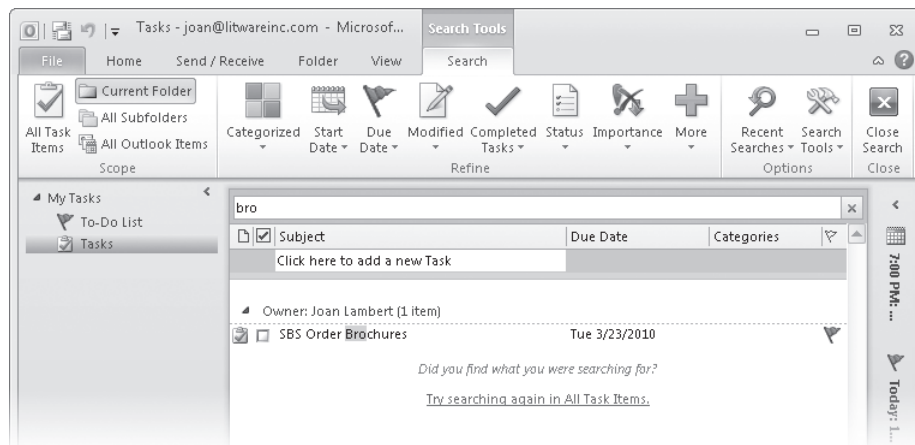 Tasks - joan@litwareinc.com - Microsof...
Search Tools
File Home Send / Receive Folder View Search
All Task Items
Current Folder
All Subfolders
All Outlook Items
Scope
Categorized
Start Date
Due Date
Modified
Completed Tasks
Status
Importance
More
Refine
Recent Searches
Search Tools
Options
Close Search
Close
My Tasks
To-Do List
Tasks
bro
Subject Due Date Categories
Click here to add a new Task
Owner: Joan Lambert (1 item)
SBS Order Brochures Tue 3/23/2010
Did you find what you were searching for?
Try searching again in All Task Items.
7:00 PM: ...
Today: 1...